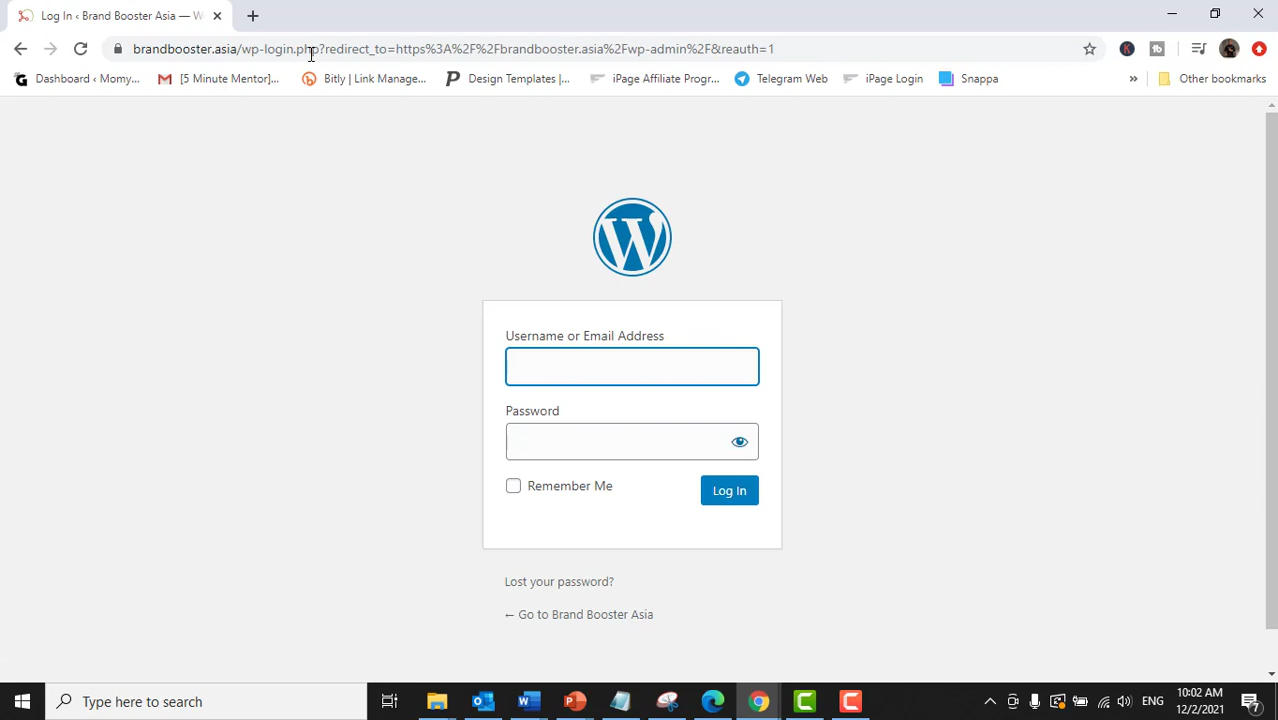 Log In ‹ Brand Booster Asia — W
brandbooster.asia/wp-login.php?redirect_to=https%3A%2F%2Fbrandbooster.asia%2Fwp-admin%2F&reauth=1
Dashboard ‹ Momy... [5 Minute Mentor]... Bitly | Link Manage... Design Templates |... iPage Affiliate Progr... Telegram Web iPage Login Snappa » Other bookmarks
Username or Email Address
Password
Remember Me Log In
Lost your password?
← Go to Brand Booster Asia
Type here to search
ENG
10:02 AM
12/2/2021
7